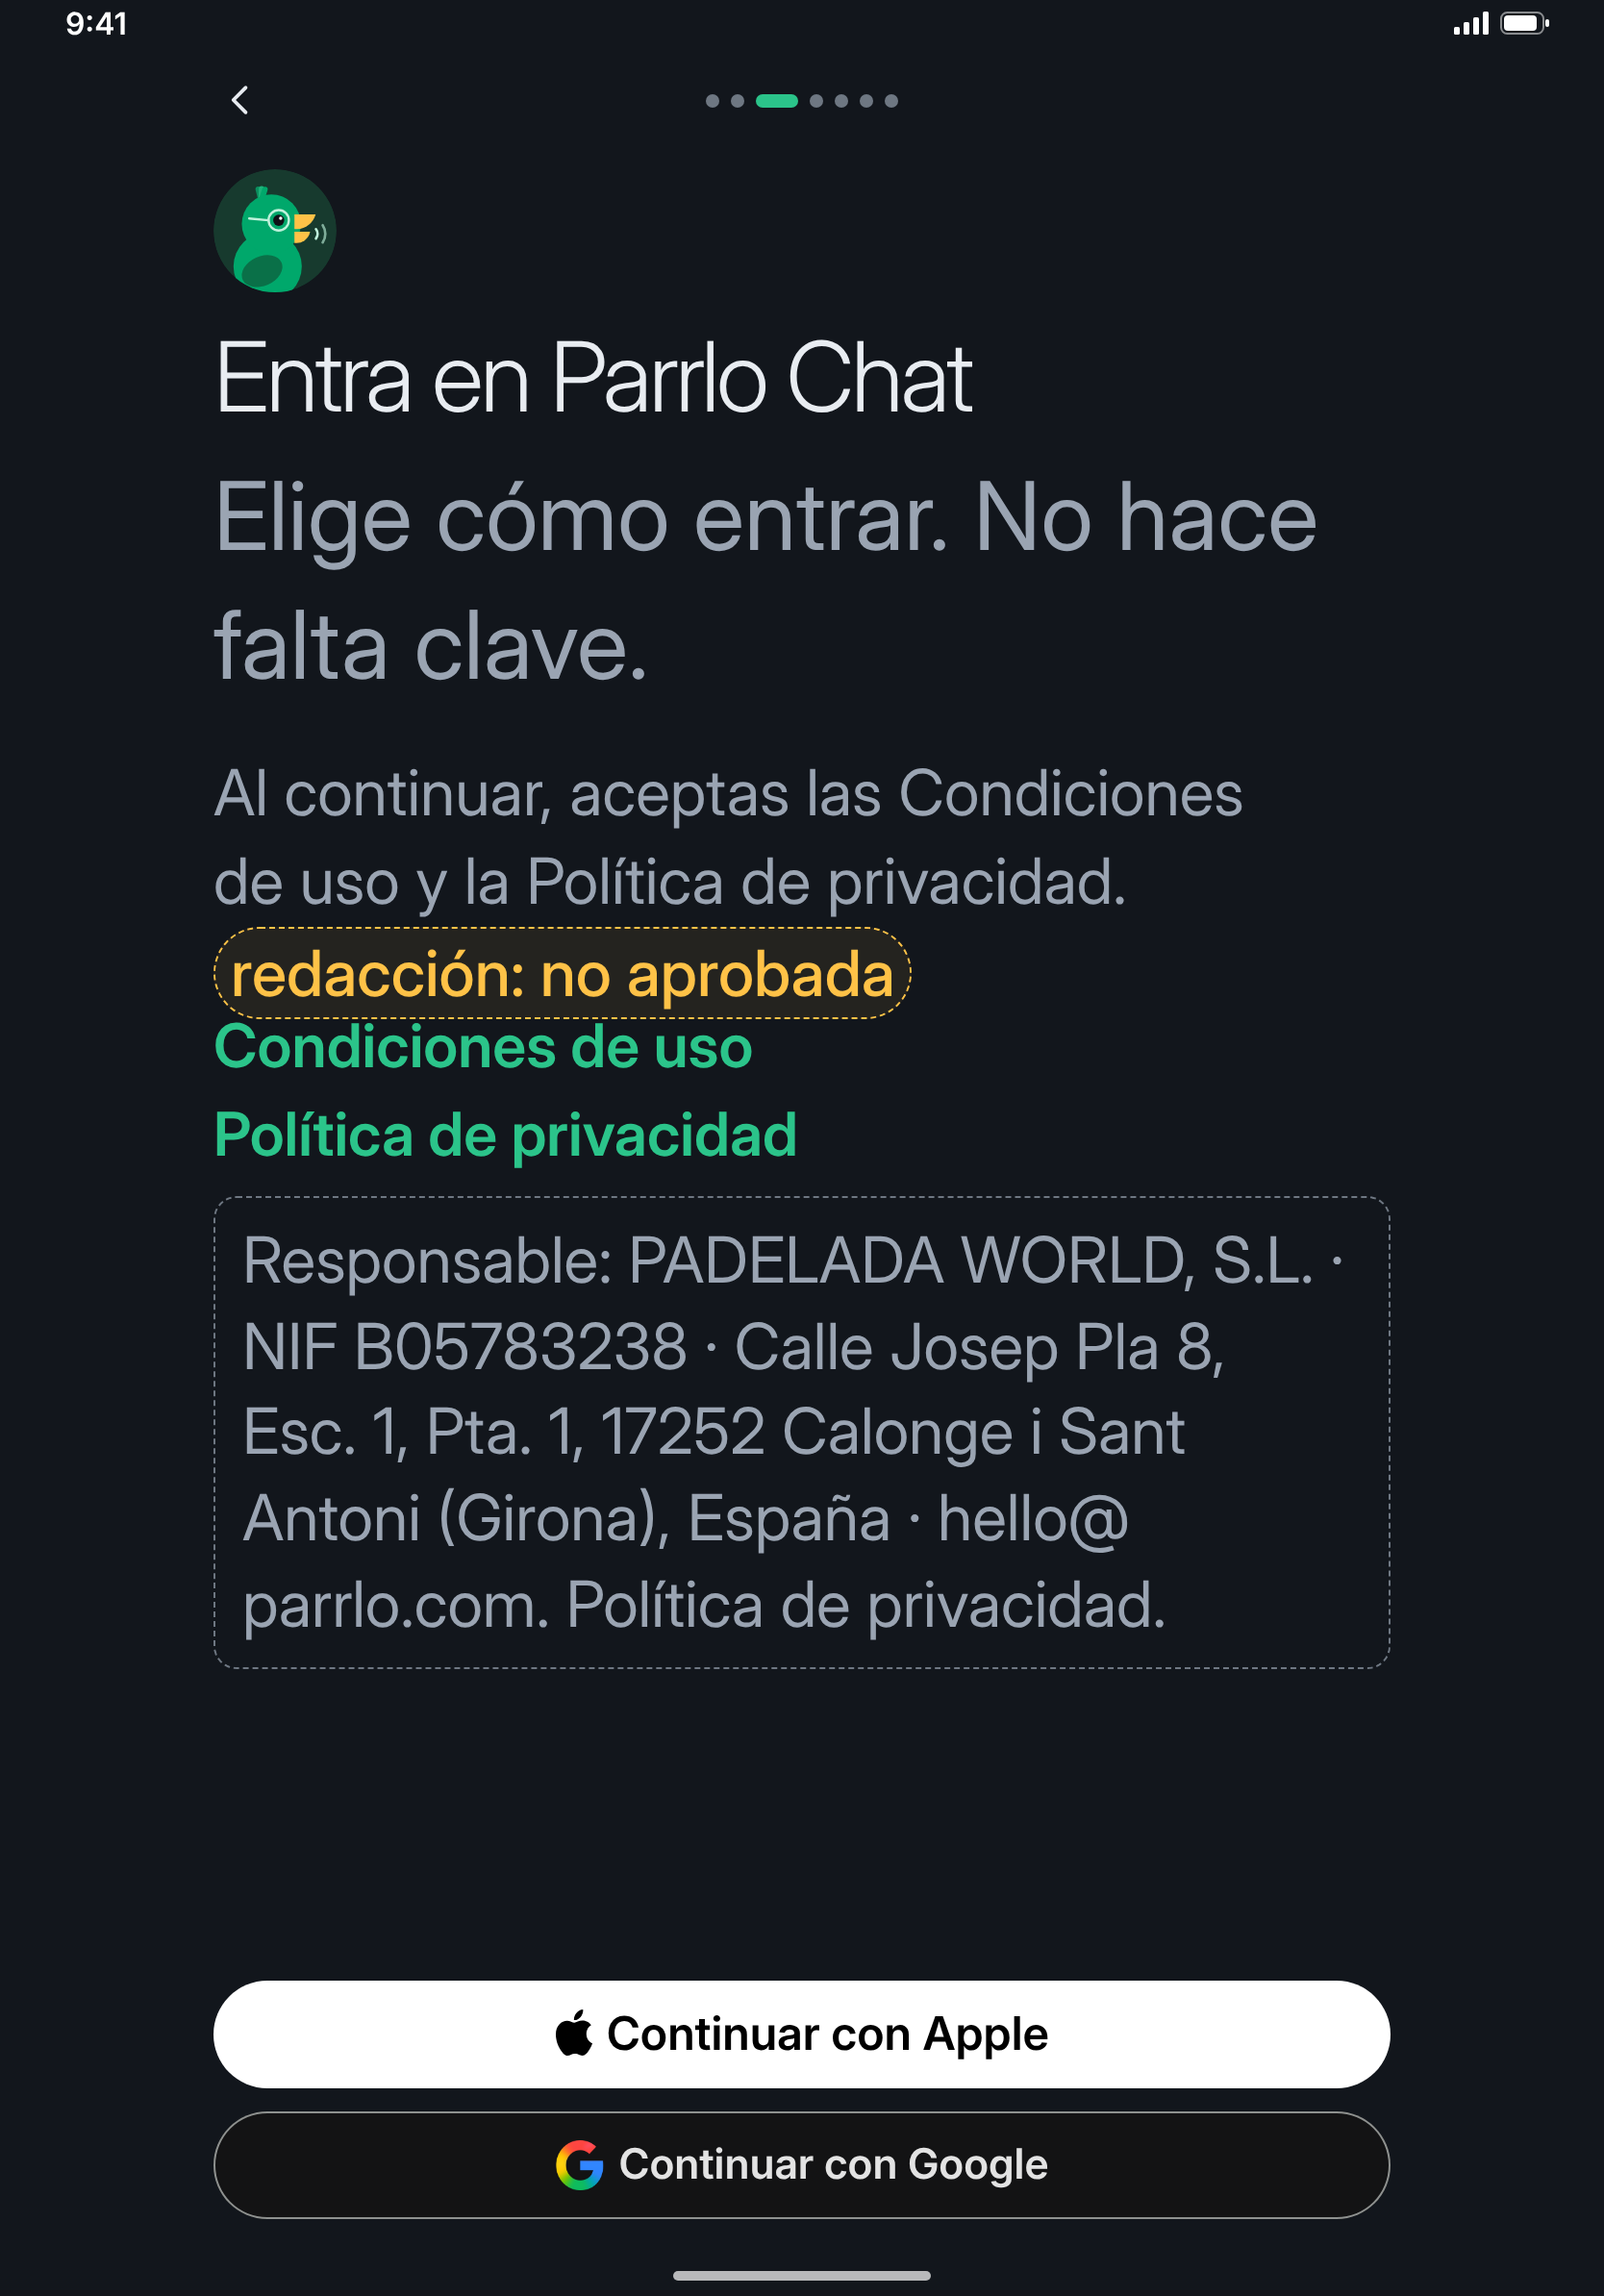 9:41
Entra en Parrlo Chat
Elige cómo entrar. No hace
falta clave.
Al continuar, aceptas las Condiciones
de uso y la Política de privacidad.
redacción: no aprobada
Condiciones de uso
Política de privacidad
Responsable: PADELADA WORLD, S.L. ·
NIF B05783238 · Calle Josep Pla 8,
Esc. 1, Pta. 1, 17252 Calonge i Sant
Antoni (Girona), España · hello@
parrlo.com. Política de privacidad.
Continuar con Apple
Continuar con Google